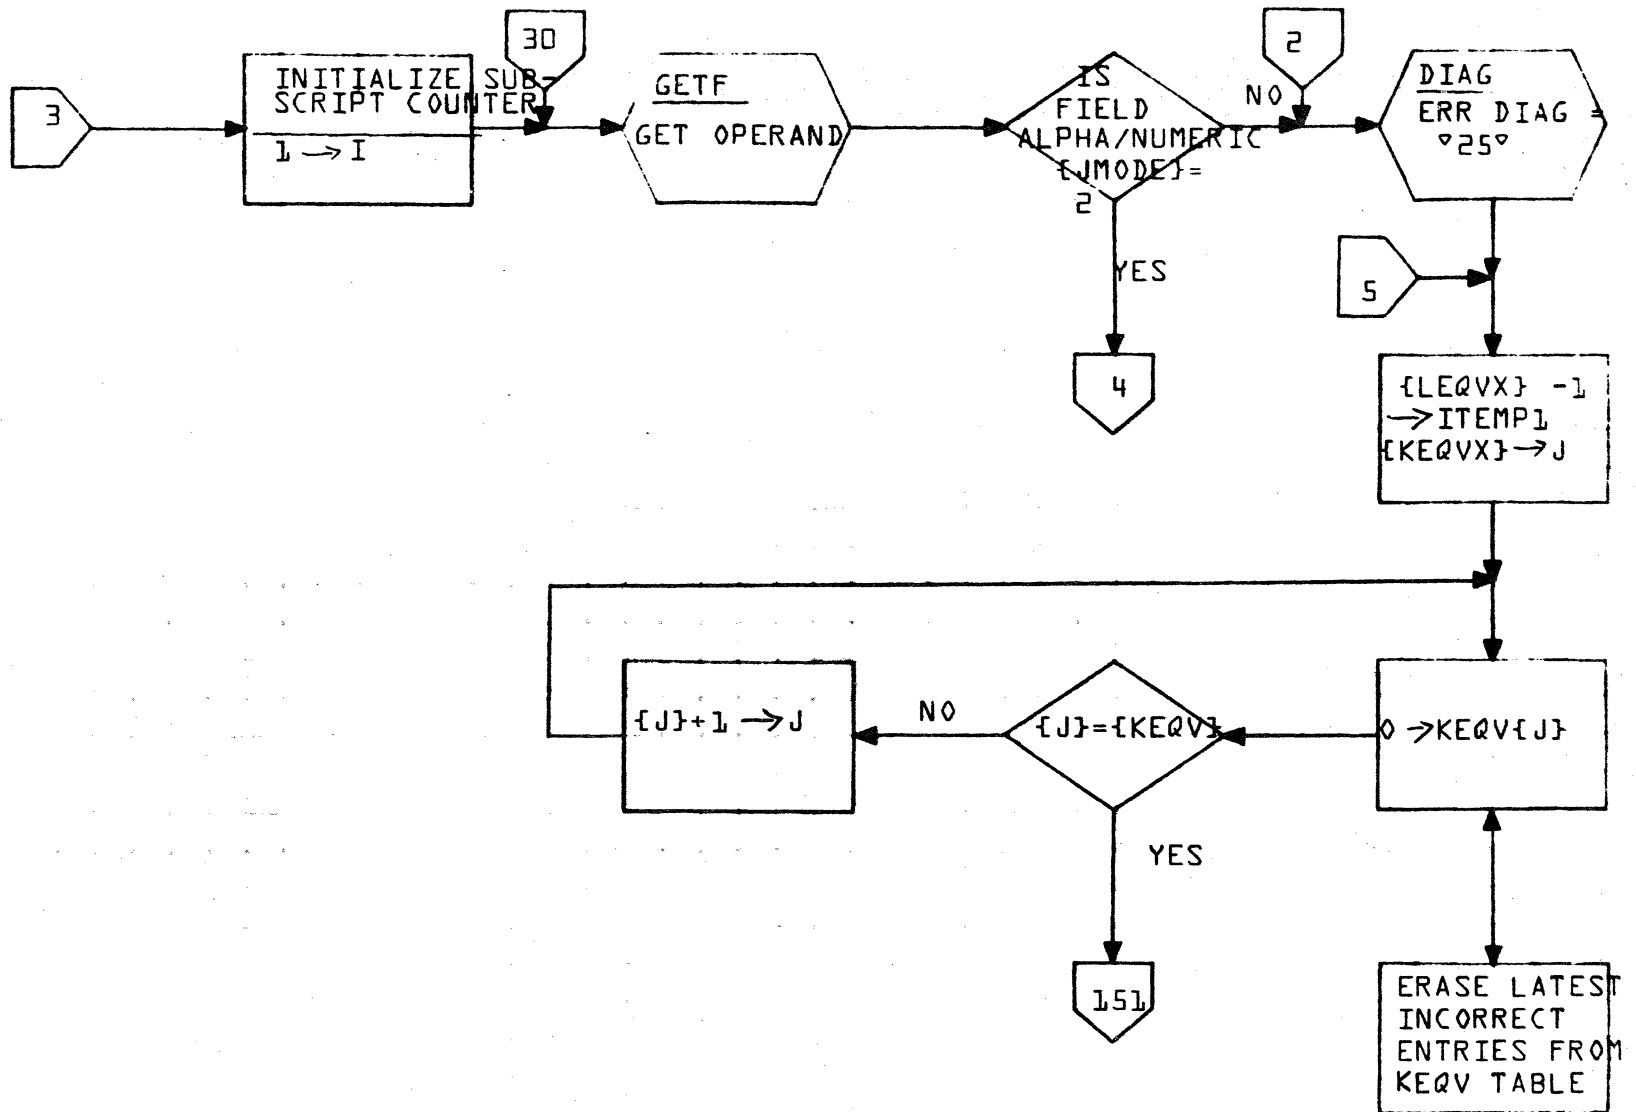 3
INITIALIZE SUB-
SCRIPT COUNTERI
1 → I
30
GETF
GET OPERAND
IS
FIELD
ALPHA/NUMERIC
{JMODE}=
2
NO
YES
4
2
DIAG
ERR DIAG =
▿25▿
5
{LEQVX} -1
→ITEMP1
{KEQVX}→J
{J}+1 →J
NO
{J}={KEQV}
0 →KEQV{J}
YES
151
ERASE LATEST
INCORRECT
ENTRIES FROM
KEQV TABLE